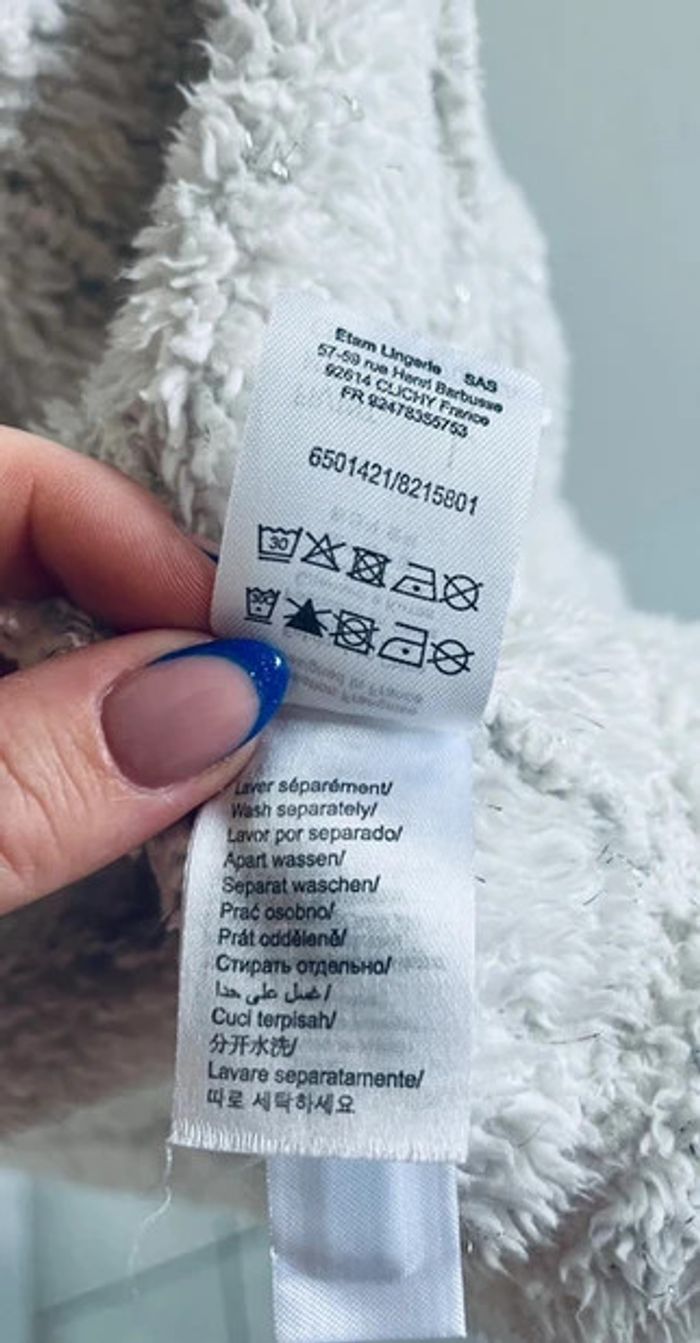 Etam Lingerie SAS
57-59 rue Henri Barbusse
92614 CLICHY France
FR 92478355753
6501421/8215801
30
Laver séparément/
Wash separately/
Lavor por separado/
Apart wassen/
Separat waschen/
Prać osobno/
Prát odděleně/
Стирать отдельно/
غسل على حدا/
Cuci terpisah/
分开水洗/
Lavare separatamente/
따로 세탁하세요